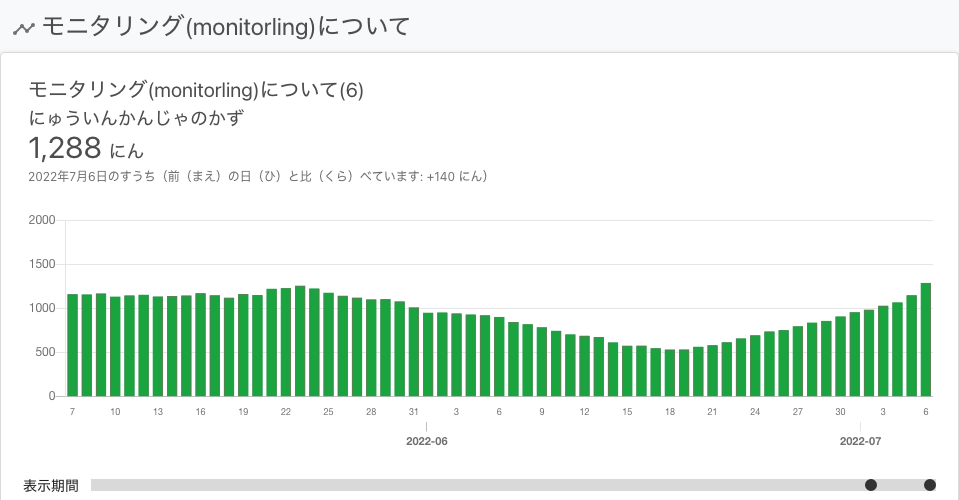 モニタリング(monitorling)について
モニタリング(monitorling)について(6)
にゅういんかんじゃのかず
1,288 にん
2022年7月6日のすうち（前（まえ）の日（ひ）と比（くら）べています: +140 にん）
2000
1500
1000
500
0
7 10 13 16 19 22 25 28 31 3 6 9 12 15 18 21 24 27 30 3 6
2022-06 2022-07
表示期間